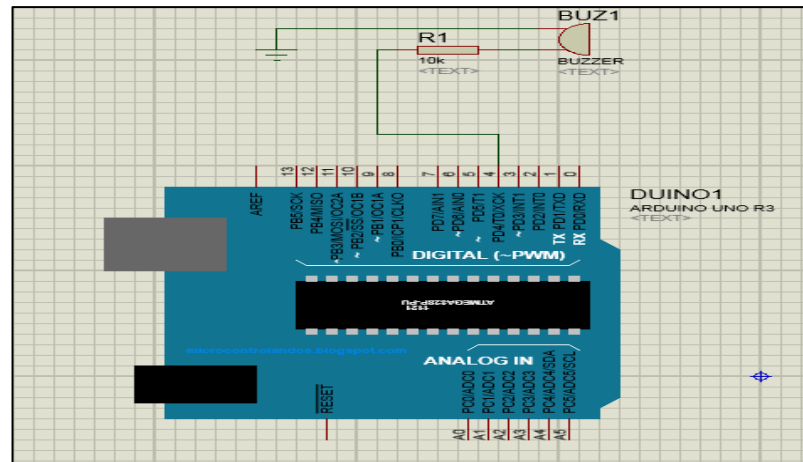 BUZ1
R1
10k
<TEXT>
BUZZER
<TEXT>
13
12
11
10
9
8
7
6
5
4
3
2
1
0
AREF
PB5/SCK
PB4/MISO
~PB3/MOSI/OC2A
~ PB2/SS/OC1B
~ PB1/OC1A
PB0/ICP1/CLKO
PD7/AIN1
~ PD6/AIN0
~ PD5/T1
PD4/T0/XCK
~ PD3/INT1
PD2/INT0
TX PD1/TXD
RX PD0/RXD
DUINO1
ARDUINO UNO R3
<TEXT>
DIGITAL (~PWM)
1121
ATMEGA328P-PU
microcontrolandos.blogspot.com
ANALOG IN
RESET
PC0/ADC0
PC1/ADC1
PC2/ADC2
PC3/ADC3
PC4/ADC4/SDA
PC5/ADC5/SCL
A0
A1
A2
A3
A4
A5